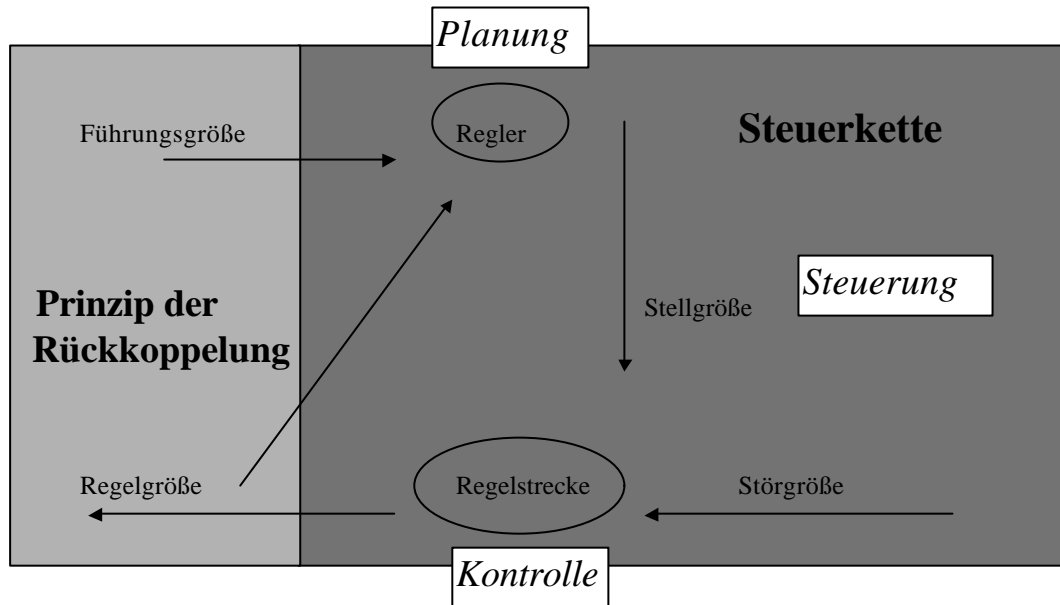 Planung
Führungsgröße
Regler
Steuerkette
Prinzip der
Rückkoppelung
Stellgröße
Steuerung
Regelgröße
Regelstrecke
Störgröße
Kontrolle